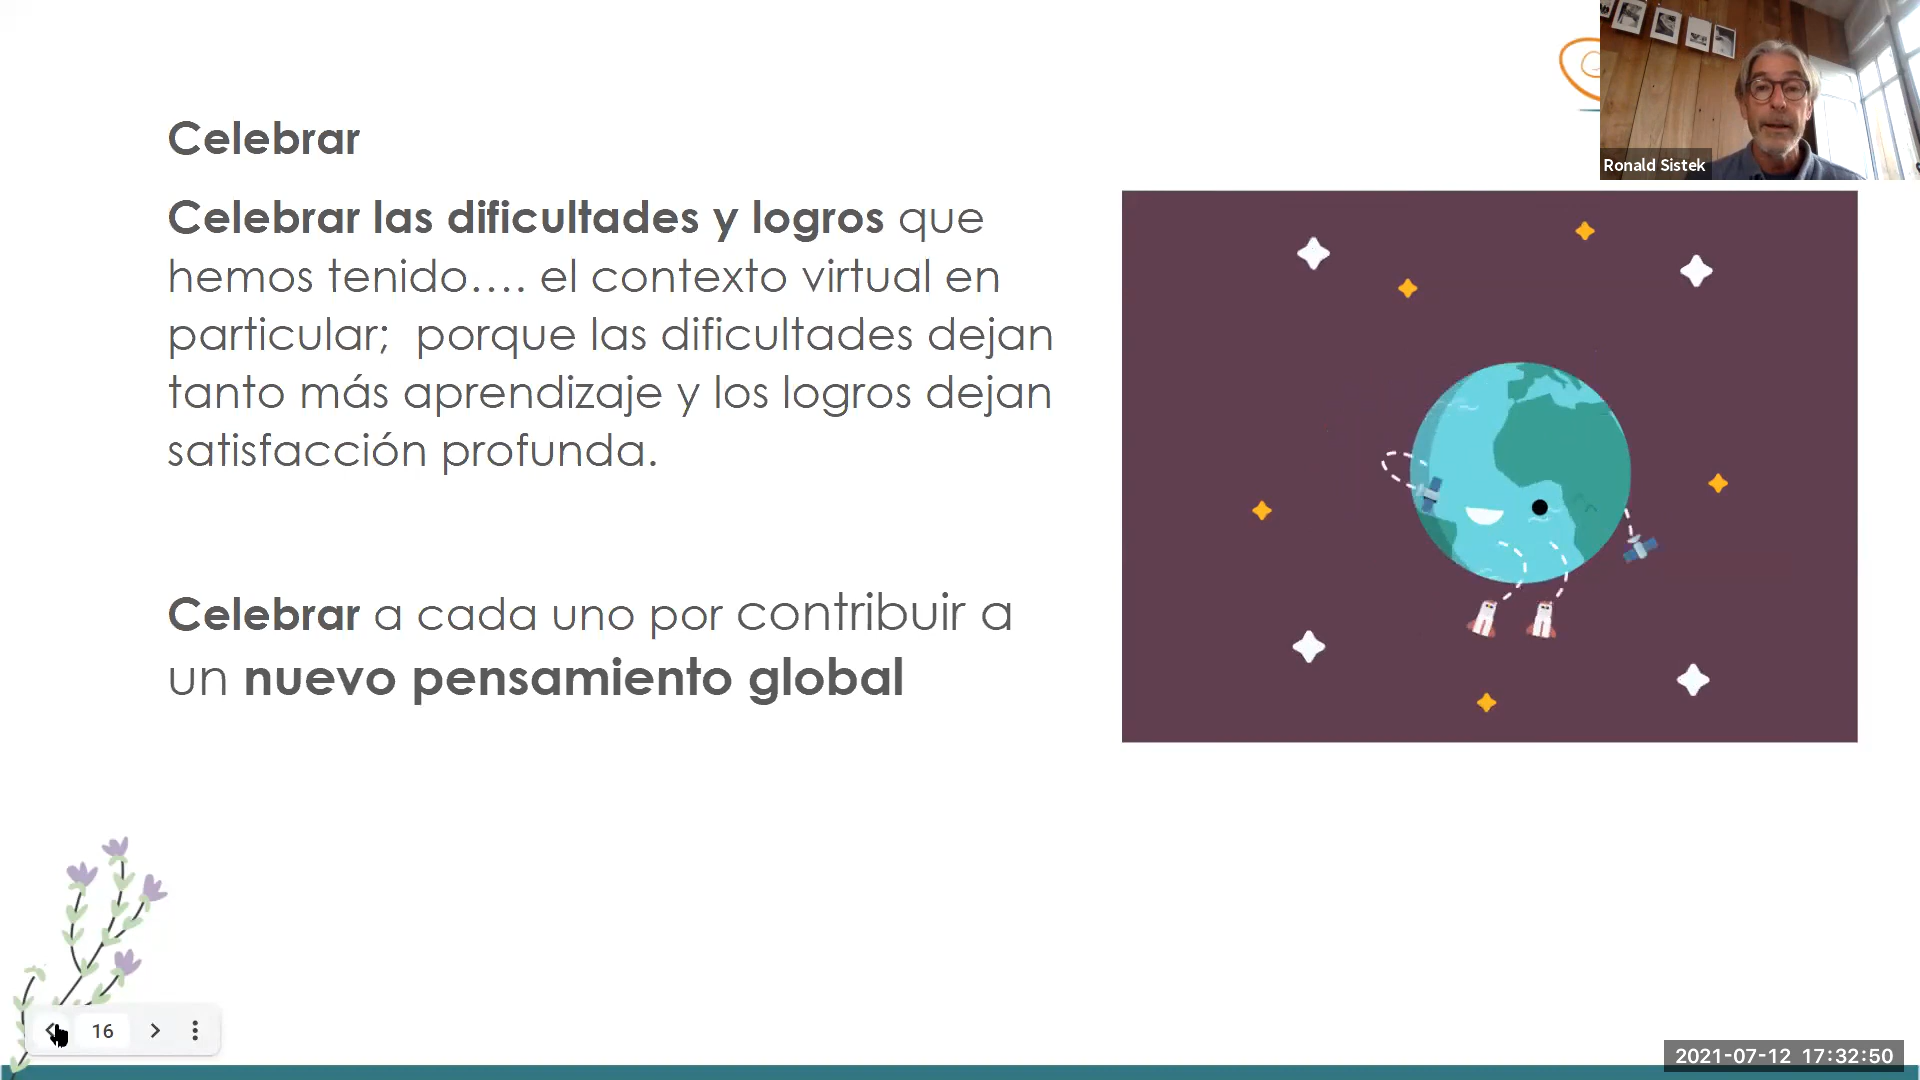 Celebrar
Celebrar las dificultades y logros que
hemos tenido.... el contexto virtual en
particular;  porque las dificultades dejan
tanto más aprendizaje y los logros dejan
satisfacción profunda.
Celebrar a cada uno por contribuir a
un nuevo pensamiento global
Ronald Sistek
16
2021-07-12 17:32:50